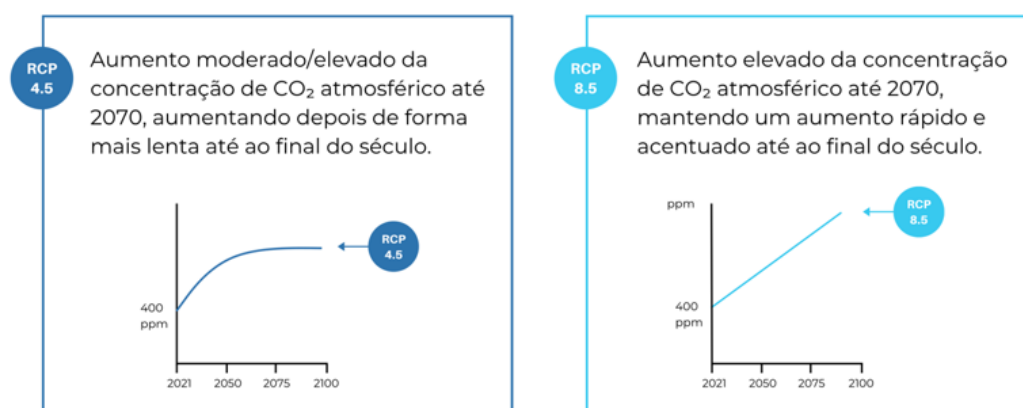 RCP
4.5
Aumento moderado/elevado da
concentração de CO₂ atmosférico até
2070, aumentando depois de forma
mais lenta até ao final do século.
RCP
4.5
400
ppm
2021 2050 2075 2100
RCP
8.5
Aumento elevado da concentração
de CO₂ atmosférico até 2070,
mantendo um aumento rápido e
acentuado até ao final do século.
ppm
RCP
8.5
400
ppm
2021 2050 2075 2100